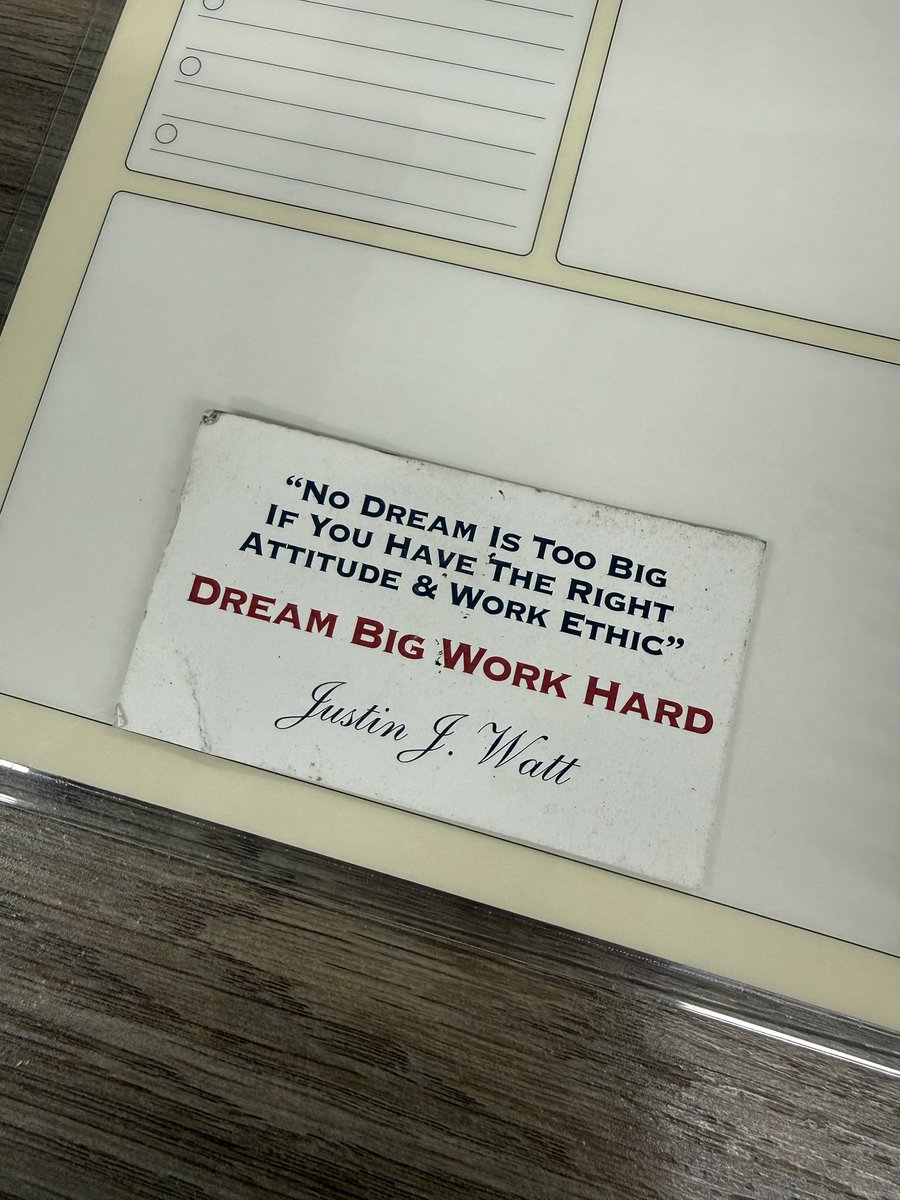 “No Dream Is Too Big
If You Have The Right
Attitude & Work Ethic”
Dream Big Work Hard
Justin J. Watt